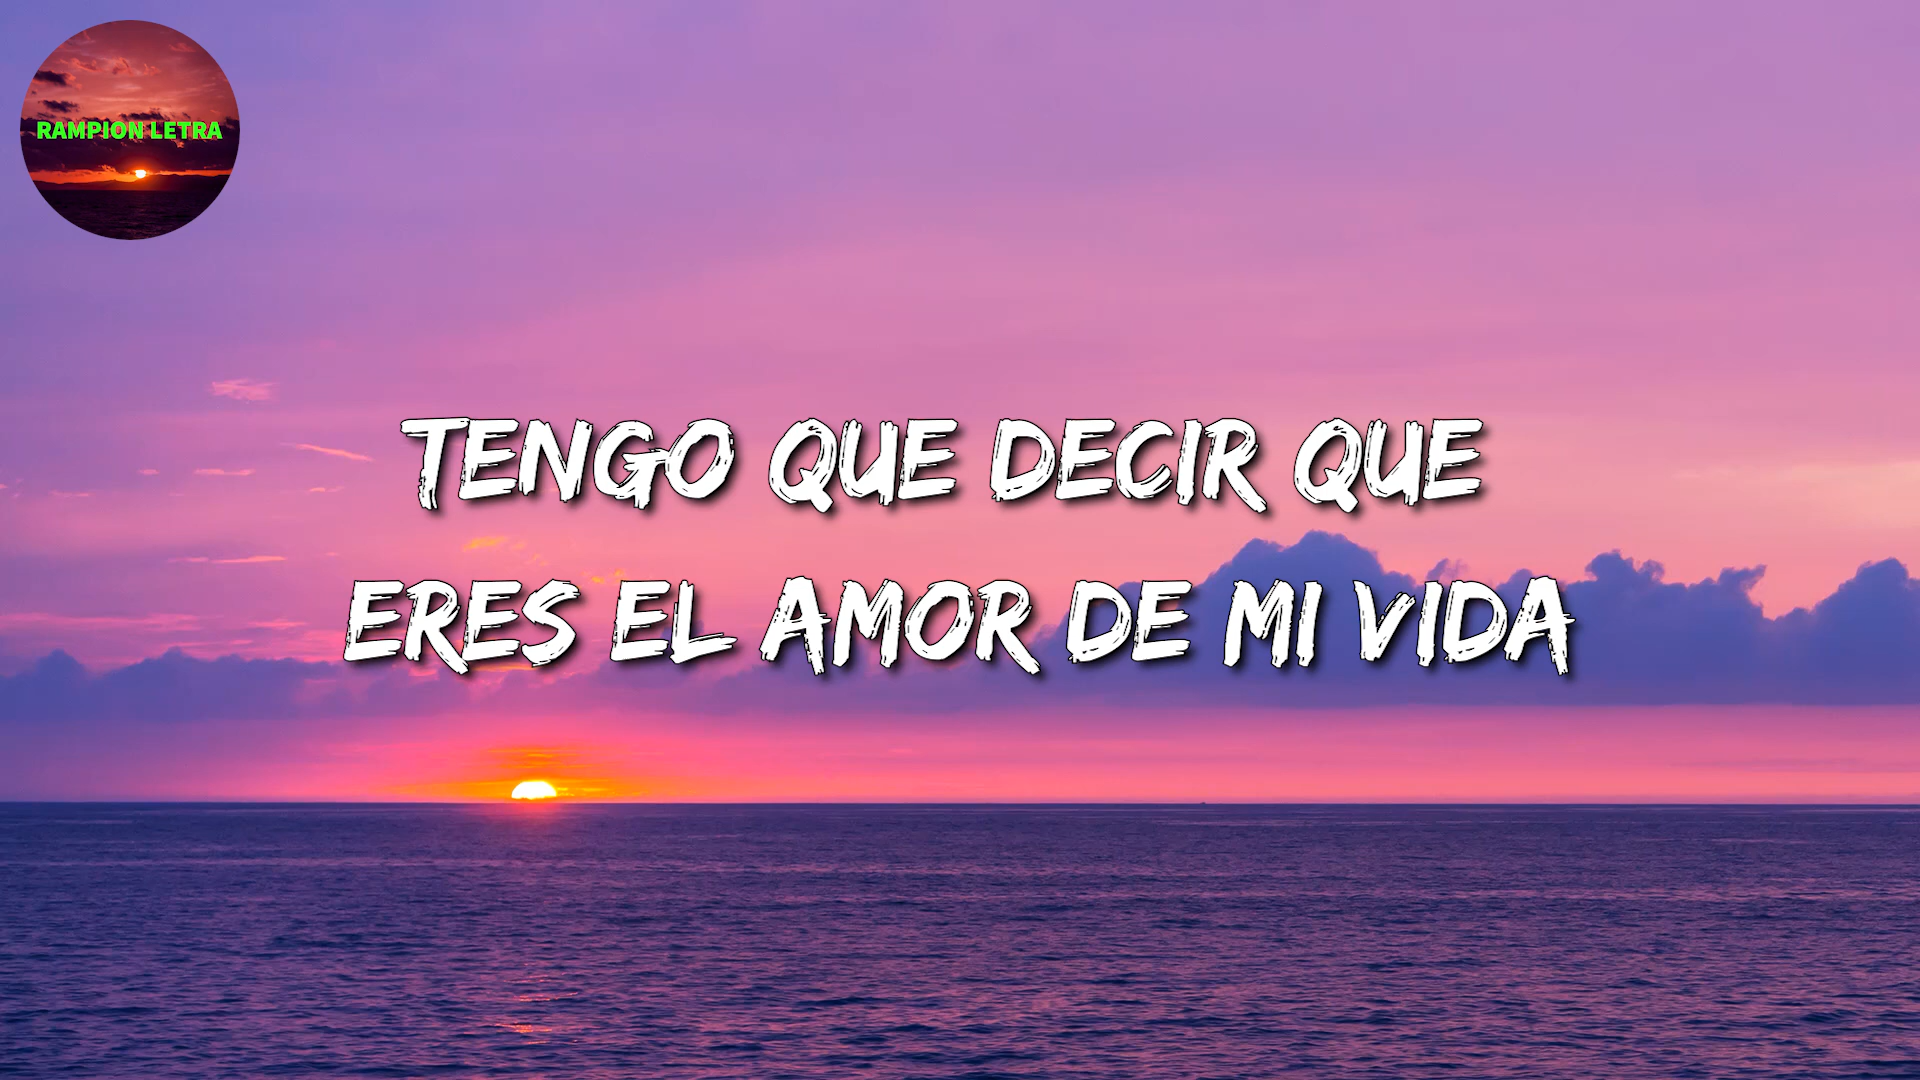 RAMPION LETRA
TENGO QUE DECIR QUE
ERES EL AMOR DE MI VIDA